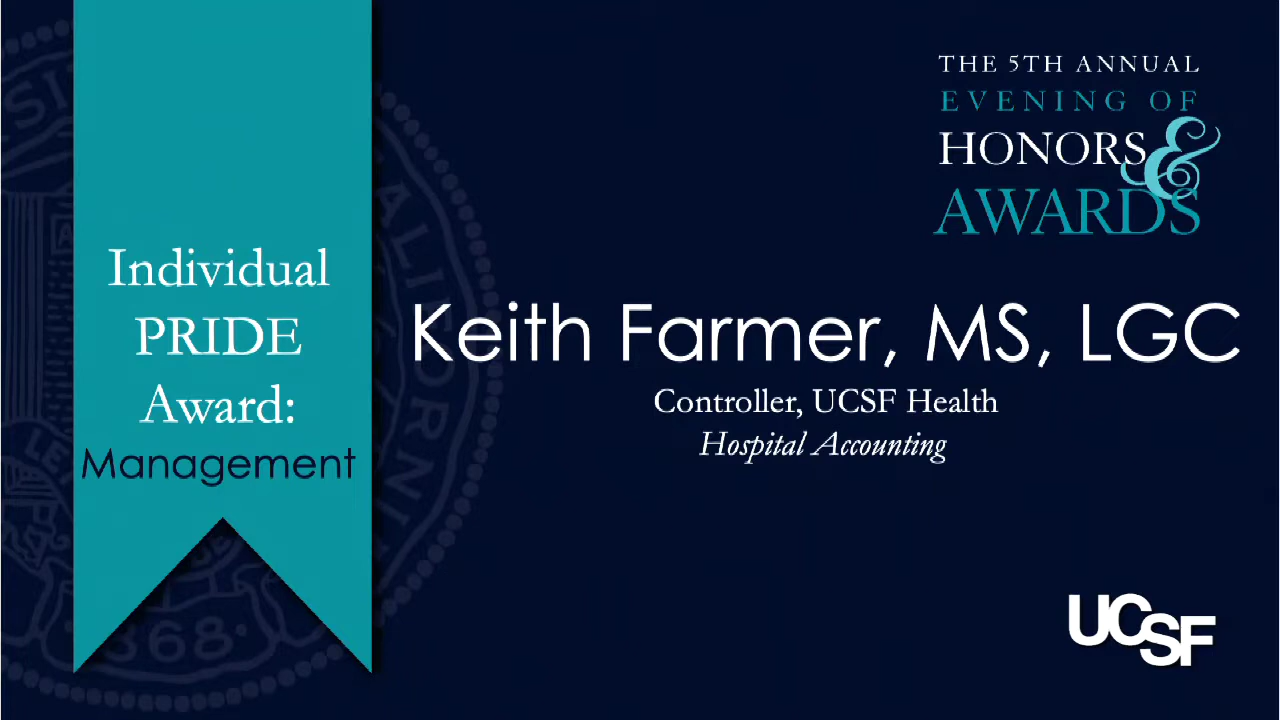 THE 5TH ANNUAL
EVENING OF
HONORS &
AWARDS
Individual
PRIDE
Award:
Management
Keith Farmer, MS, LGC
Controller, UCSF Health
Hospital Accounting
UCSF